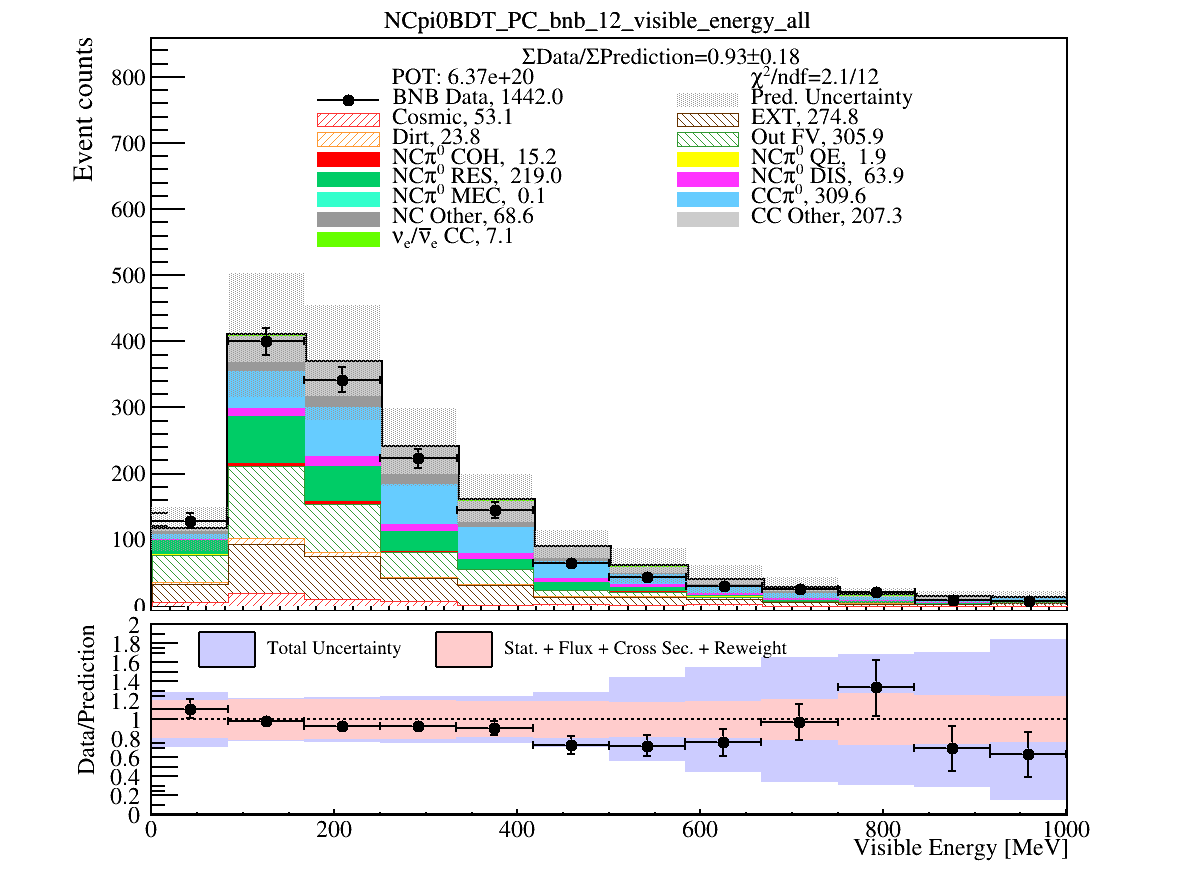 NCpi0BDT_PC_bnb_12_visible_energy_all
ΣData/ΣPrediction=0.93±0.18
POT: 6.37e+20
χ²/ndf=2.1/12
BNB Data, 1442.0
Pred. Uncertainty
Cosmic, 53.1
EXT, 274.8
Dirt, 23.8
Out FV, 305.9
NCπ⁰ COH, 15.2
NCπ⁰ QE, 1.9
NCπ⁰ RES, 219.0
NCπ⁰ DIS, 63.9
NCπ⁰ MEC, 0.1
CCπ⁰, 309.6
NC Other, 68.6
CC Other, 207.3
νₑ/ν̅ₑ CC, 7.1
Event counts
800
700
600
500
400
300
200
100
0
Total Uncertainty
Stat. + Flux + Cross Sec. + Reweight
Data/Prediction
2
1.8
1.6
1.4
1.2
1
0.8
0.6
0.4
0.2
0
0 200 400 600 800 1000
Visible Energy [MeV]